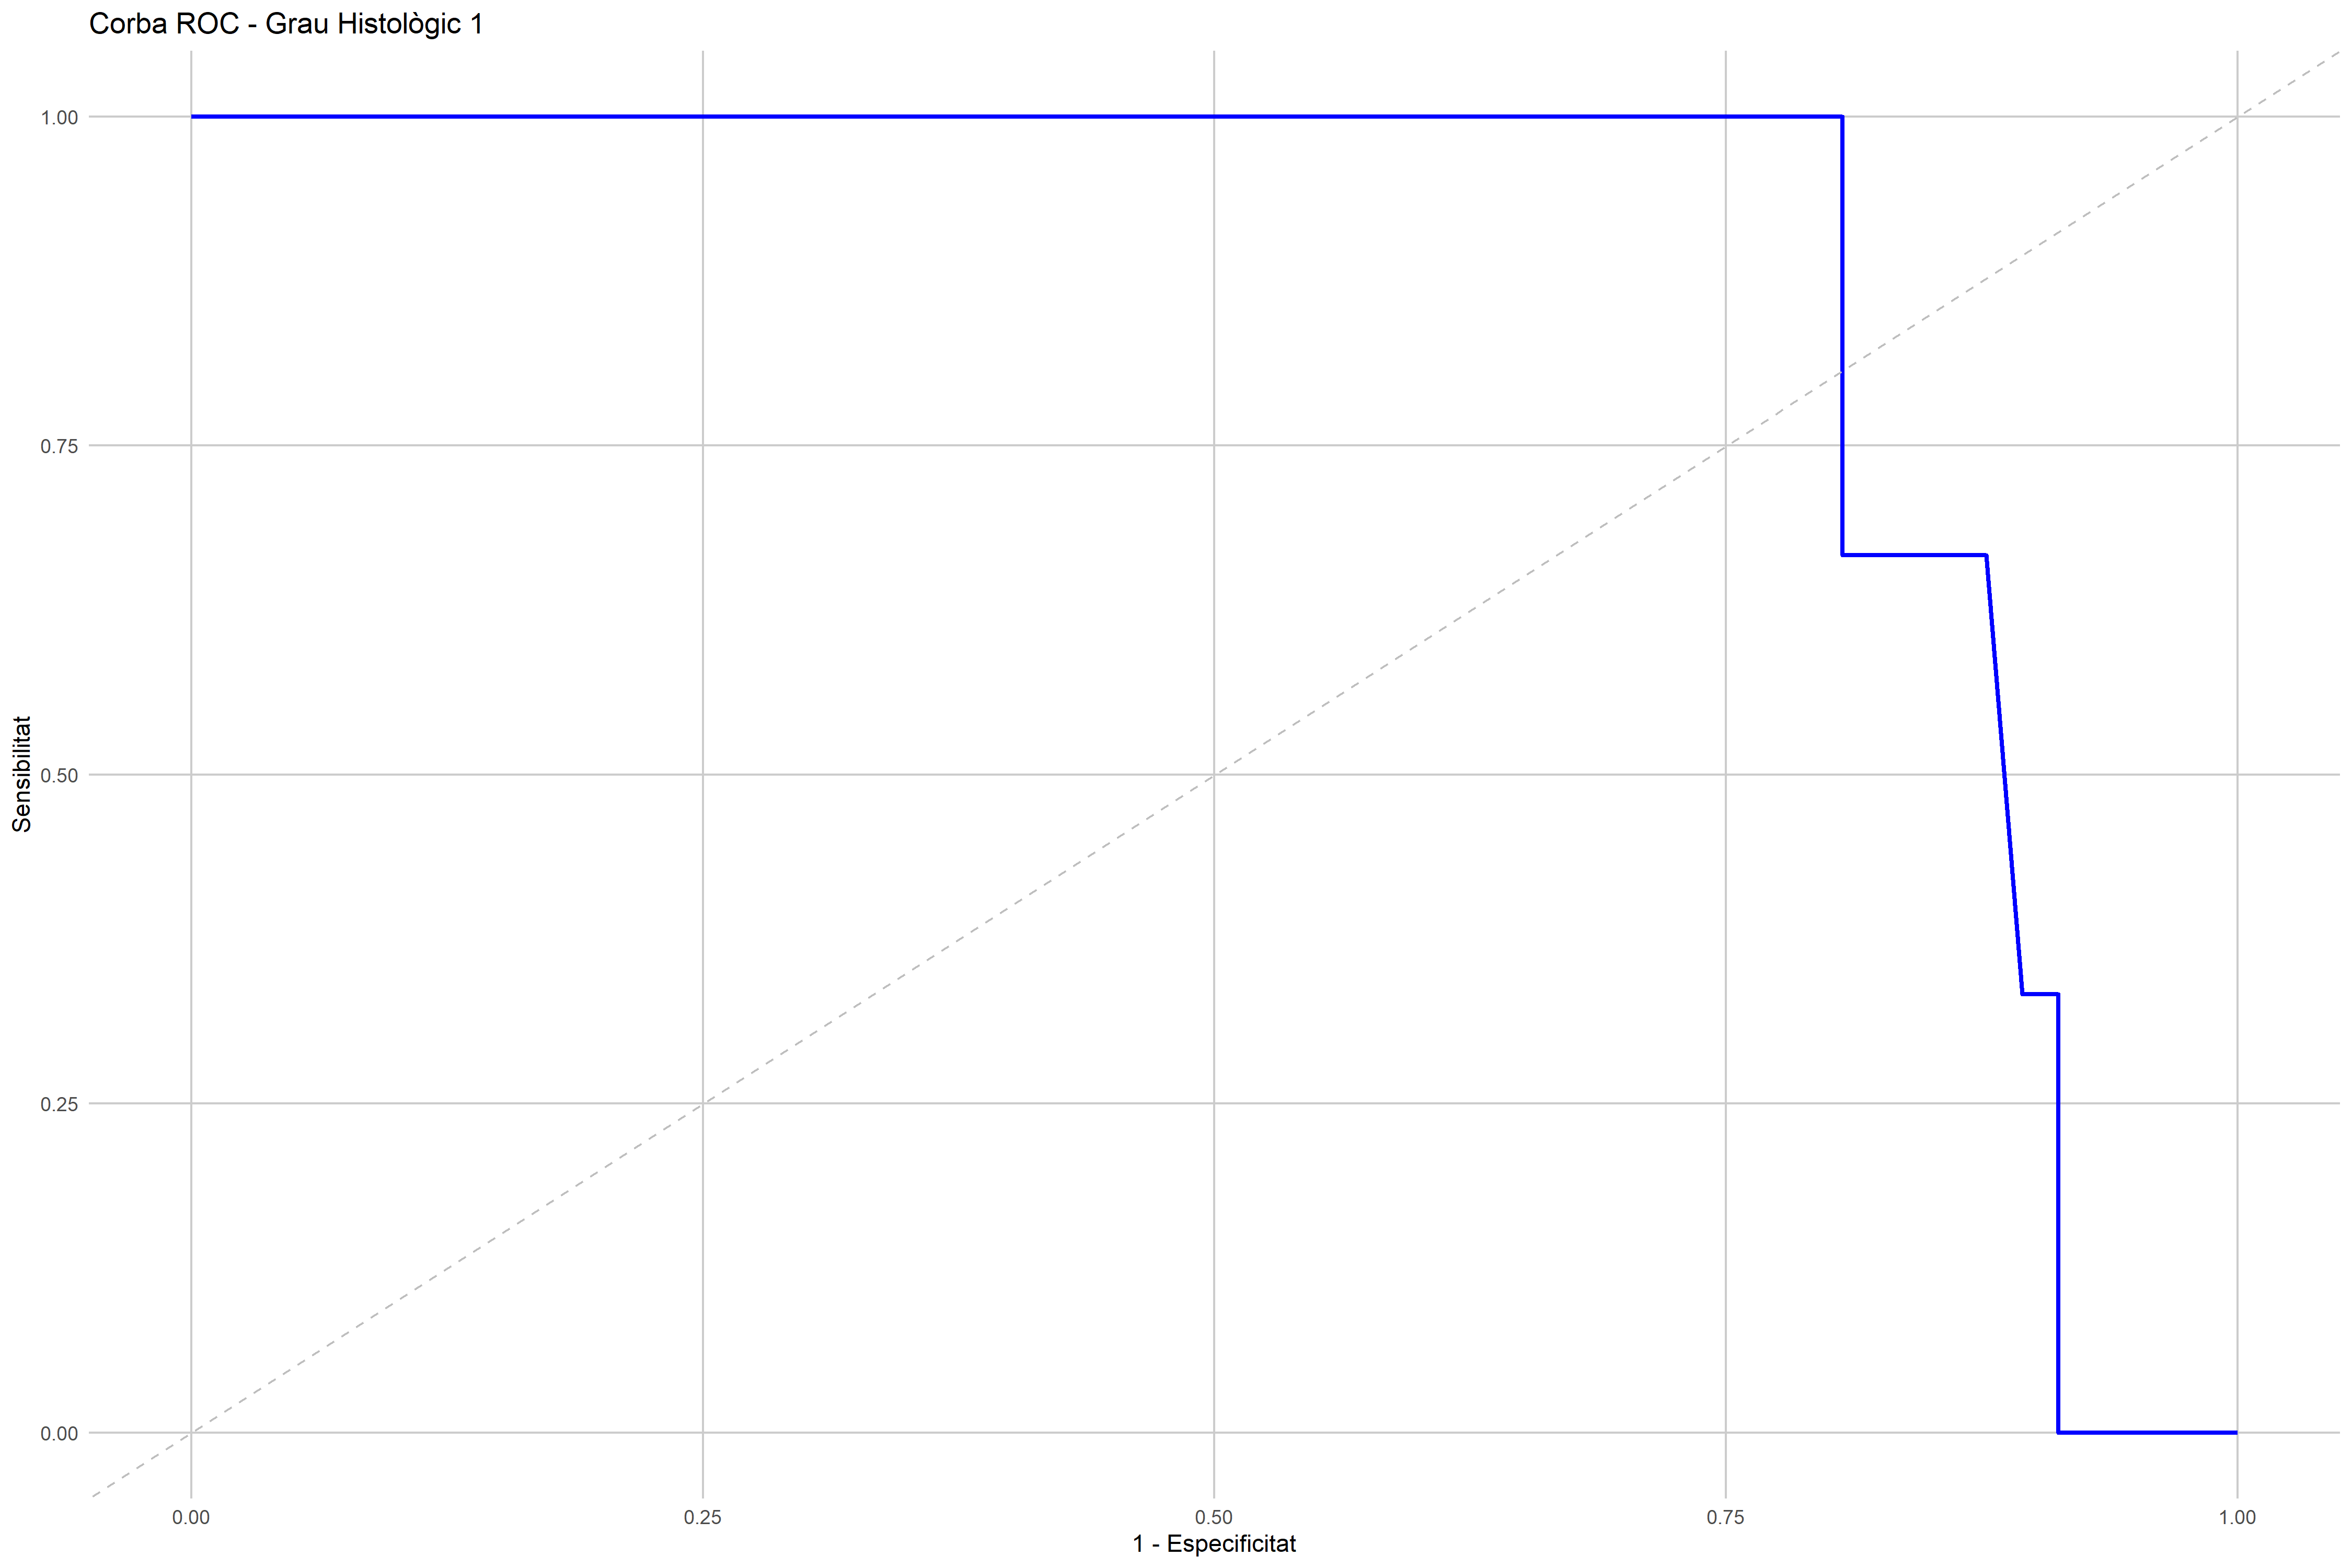 Corba ROC - Grau Histològic 1
1.00
0.75
0.50
0.25
0.00
Sensibilitat
0.00 0.25 0.50 0.75 1.00
1 - Especificitat